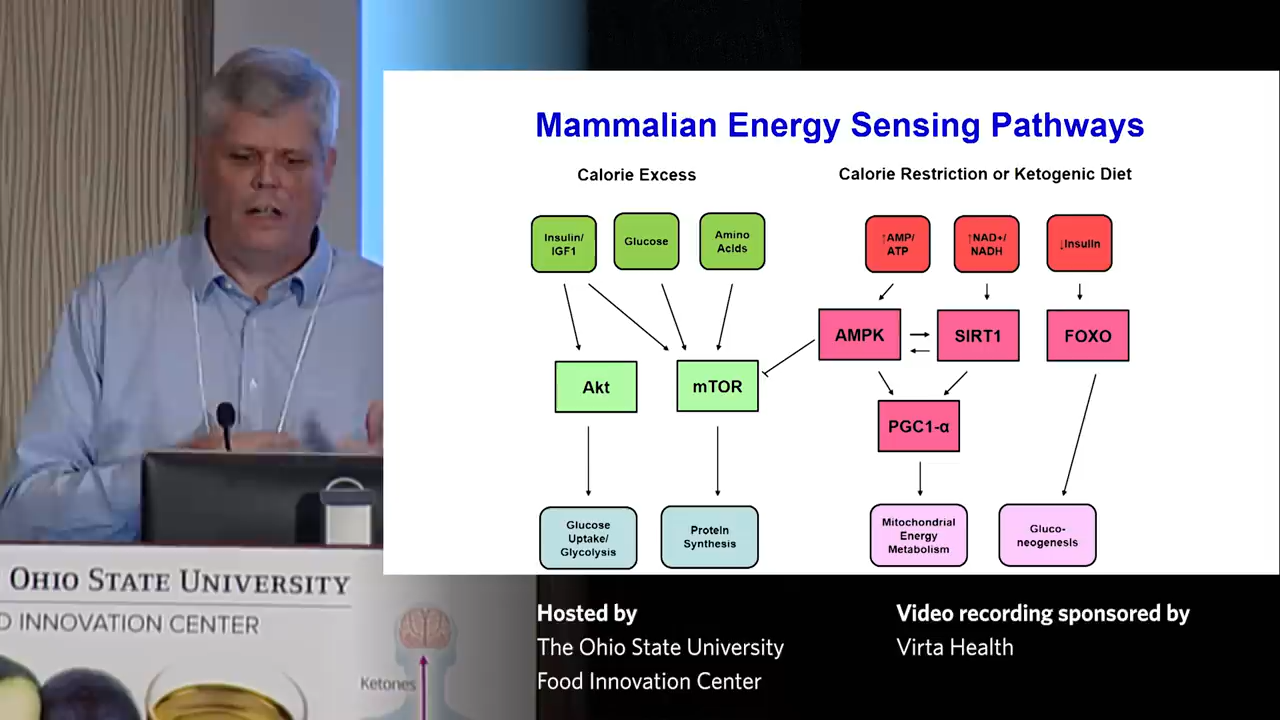 Mammalian Energy Sensing Pathways
Calorie Excess
Calorie Restriction or Ketogenic Diet
Insulin/
IGF1
Glucose
Amino
Acids
↑AMP/
ATP
↑NAD+/
NADH
↓Insulin
AMPK
SIRT1
FOXO
Akt
mTOR
PGC1-α
Glucose
Uptake/
Glycolysis
Protein
Synthesis
Mitochondrial
Energy
Metabolism
Gluco-
neogenesis
OHIO STATE UNIVERSITY
D INNOVATION CENTER
Ketones
Hosted by
The Ohio State University
Food Innovation Center
Video recording sponsored by
Virta Health